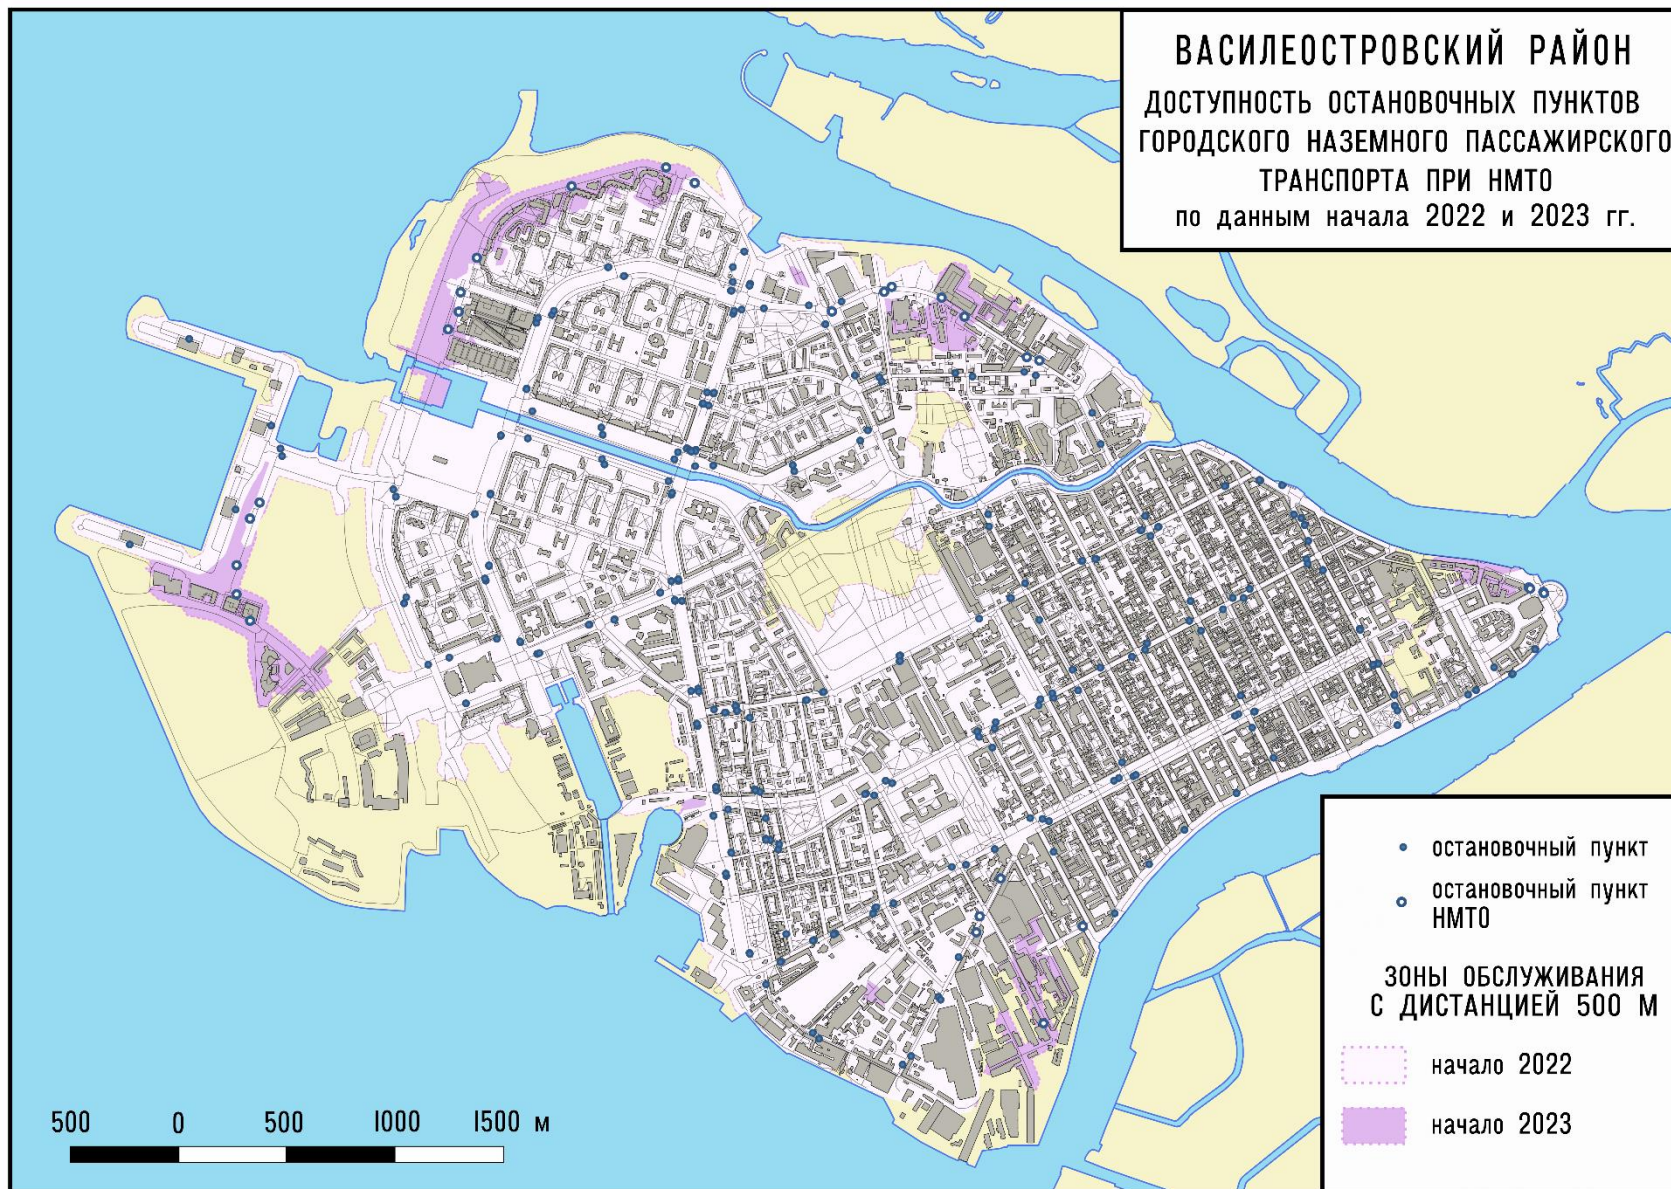 ВАСИЛЕОСТРОВСКИЙ РАЙОН
ДОСТУПНОСТЬ ОСТАНОВОЧНЫХ ПУНКТОВ
ГОРОДСКОГО НАЗЕМНОГО ПАССАЖИРСКОГО
ТРАНСПОРТА ПРИ НМТО
по данным начала 2022 и 2023 гг.
остановочный пункт
остановочный пункт
НМТО
ЗОНЫ ОБСЛУЖИВАНИЯ
С ДИСТАНЦИЕЙ 500 М
начало 2022
начало 2023
500 0 500 1000 1500 м